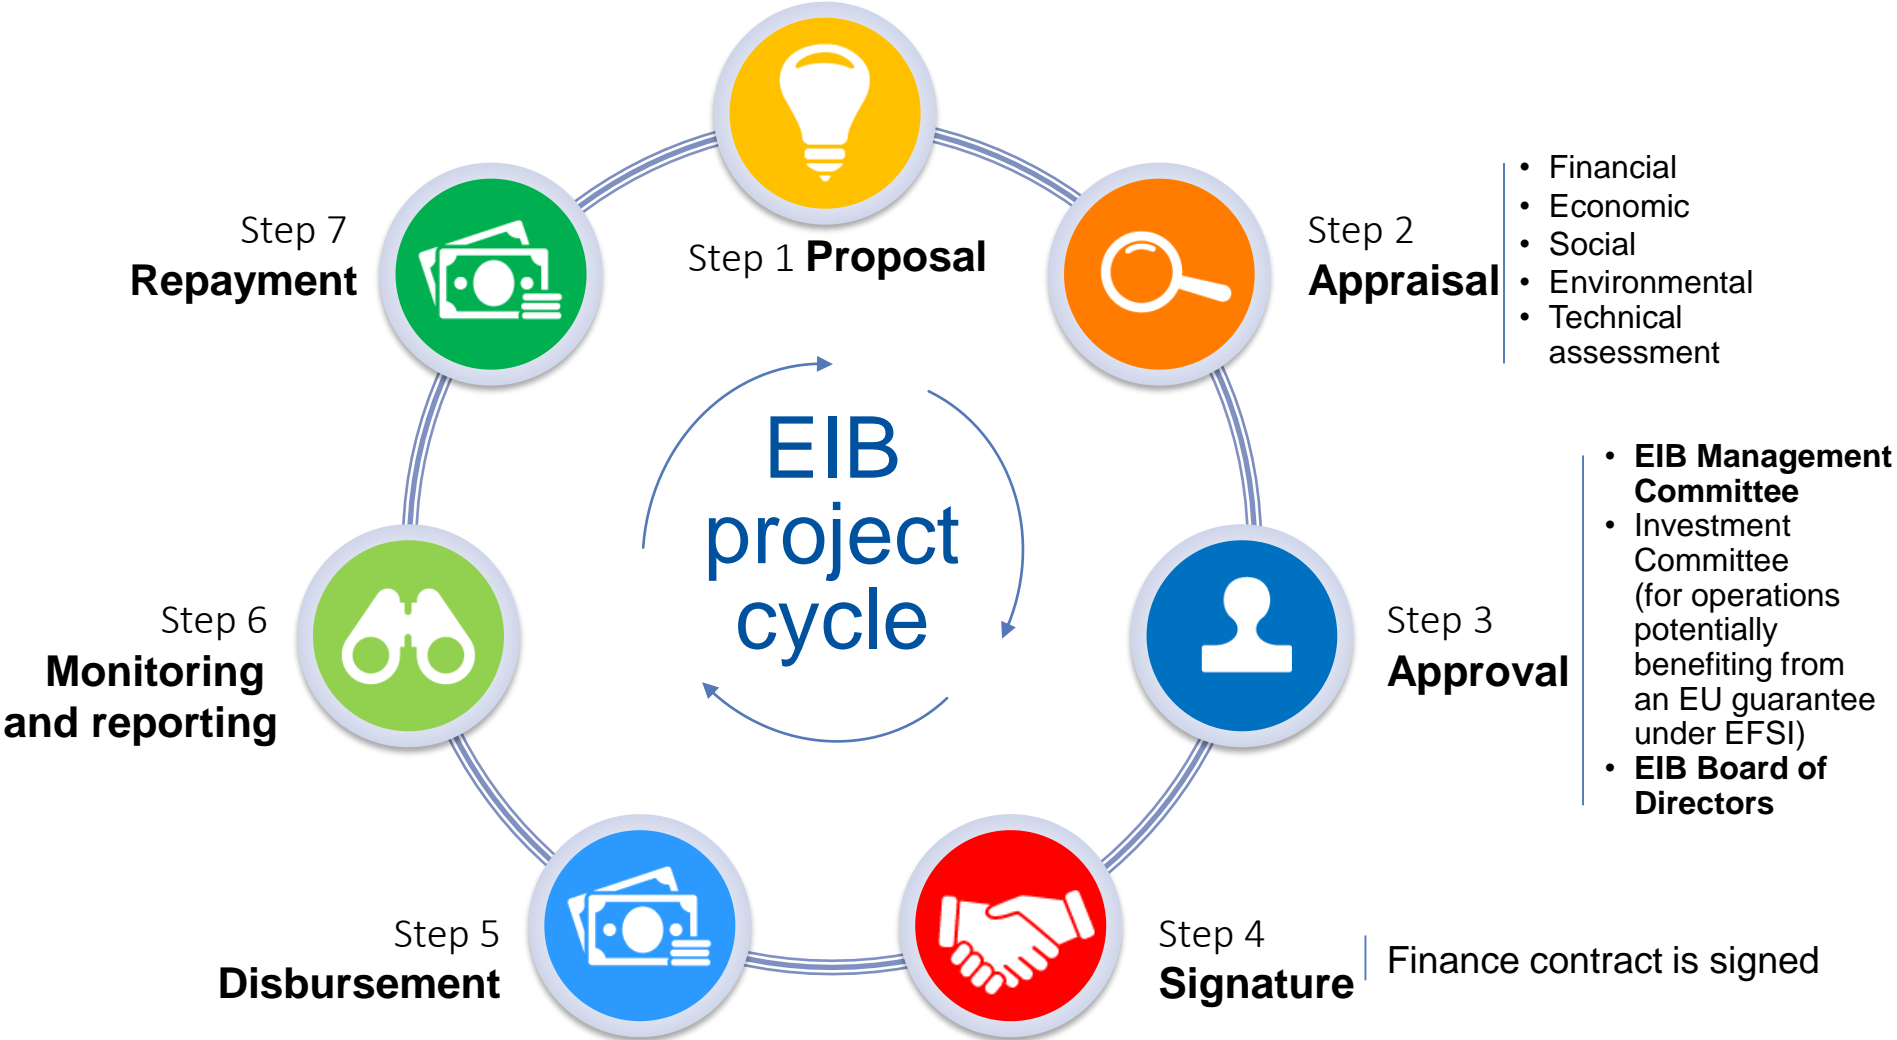 Step 1 Proposal
Step 2
Appraisal
• Financial
• Economic
• Social
• Environmental
• Technical
assessment
Step 3
Approval
• EIB Management
Committee
• Investment
Committee
(for operations
potentially
benefiting from
an EU guarantee
under EFSI)
• EIB Board of
Directors
Step 4
Signature
Finance contract is signed
Step 5
Disbursement
Step 6
Monitoring
and reporting
Step 7
Repayment
EIB
project
cycle